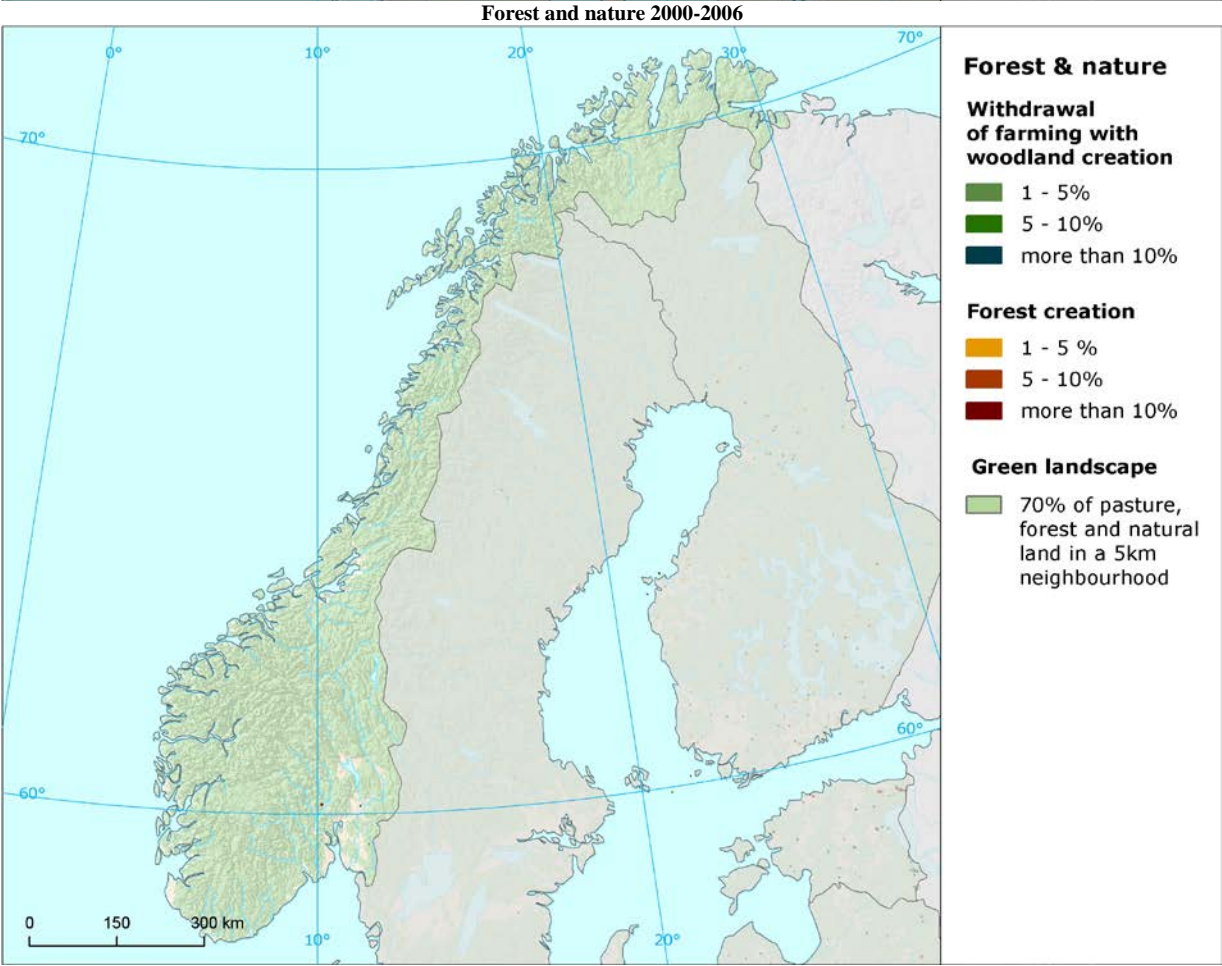 Forest and nature 2000-2006
0°
10°
20°
30°
70°
70°
60°
60°
0 150 300 km
10°
20°
Forest & nature
Withdrawal
of farming with
woodland creation
1 - 5%
5 - 10%
more than 10%
Forest creation
1 - 5 %
5 - 10%
more than 10%
Green landscape
70% of pasture,
forest and natural
land in a 5km
neighbourhood